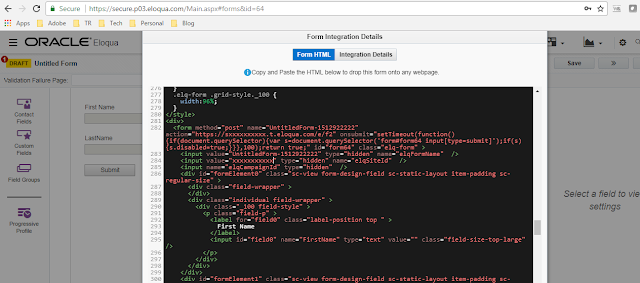 Secure
https://secure.p03.eloqua.com/Main.aspx#forms&id=64
Apps
Adobe
TR
Tech
Travel
DB
Personal
ORACLE
Eloqua
1
DRAFT
Untitled Form
Save
Validation Failure Page:
Contact
Fields
Custom
Fields
Field Groups
Progressive
Profile
First Name
LastName
Submit
Form Integration Details
Form HTML
Integration Details
Copy and Paste the HTML below to drop this form onto any webpage.
276 }
277 .elq-form .grid-style._100 {
278 width:96%;
279 }
280 </style>
281 <div>
282 <form method="post" name="UntitledForm-1512922222"
action="https://sxxxxxxxxxx.t.eloqua.com/e/f2" onsubmit="setTimeout(function()
{if(document.querySelector){var s=document.querySelector('form#form64 input[type=submit]');if(s)
{s.disabled=true;}}},100);return true;" id="form64" class="elq-form" >
283 <input value="UntitledForm-1512922222" type="hidden" name="elqFormName" />
284 <input value="xxxxxxxxxxx" type="hidden" name="elqSiteId" />
285 <input name="elqCampaignId" type="hidden" />
286 <div id="formElement0" class="sc-view form-design-field sc-static-layout item-padding sc-
regular-size" >
287 <div class="field-wrapper" >
288 </div>
289 <div class="individual field-wrapper" >
290 <div class="_100 field-style" >
291 <p class="field-p" >
292 <label for="field0" class="label-position top" >
293 First Name
294 </label>
295 <input id="field0" name="FirstName" type="text" value="" class="field-size-top-large"
/>
296 </p>
297 </div>
298 </div>
299 </div>
300 <div id="formElement1" class="sc-view form-design-field sc-static-layout item-padding sc-
Select a field to vie
settings